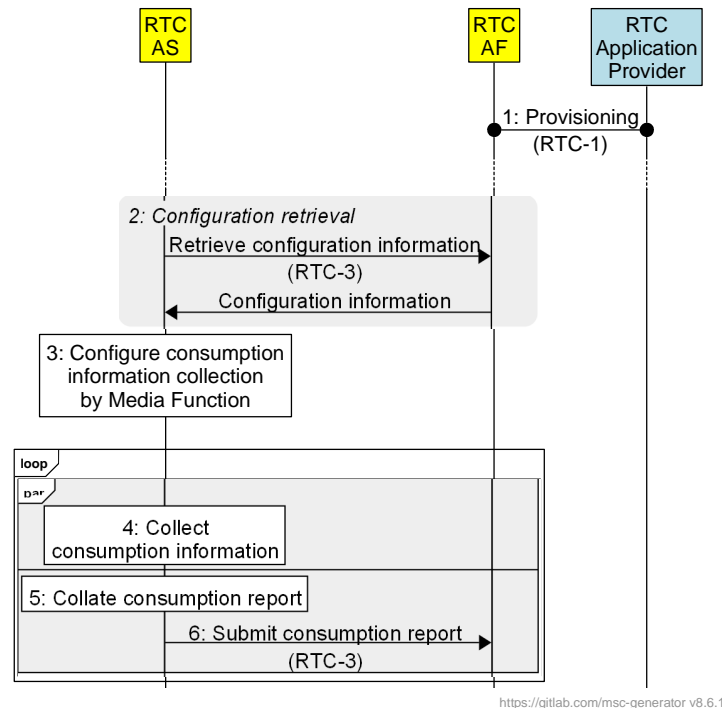 RTC
AS
RTC
AF
RTC
Application
Provider
1: Provisioning
(RTC-1)
2: Configuration retrieval
Retrieve configuration information
(RTC-3)
Configuration information
3: Configure consumption
information collection
by Media Function
loop
par
4: Collect
consumption information
5: Collate consumption report
6: Submit consumption report
(RTC-3)
https://gitlab.com/msc-generator v8.6.1